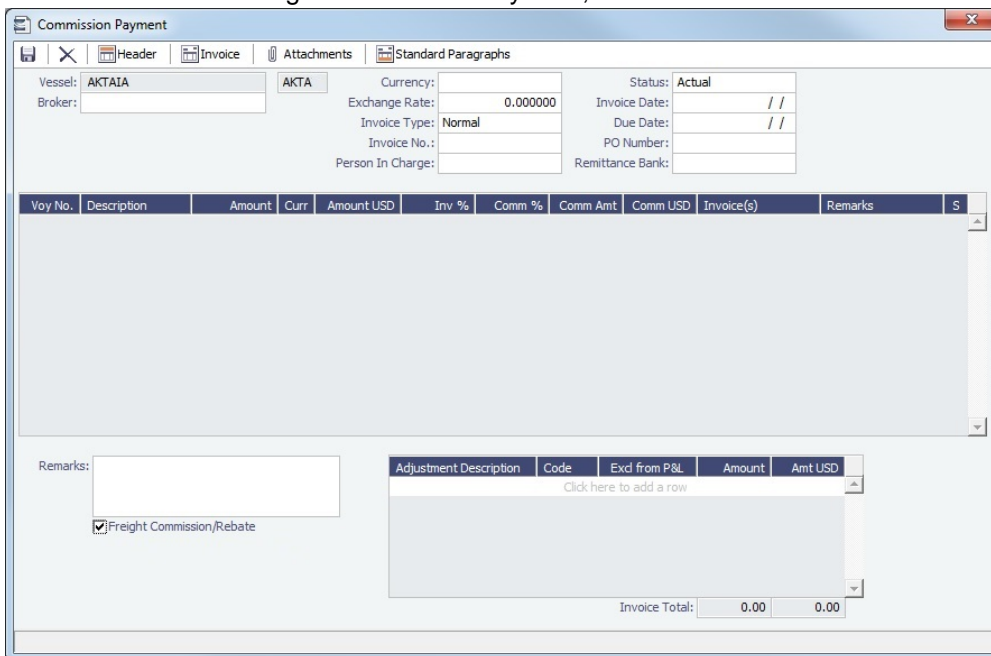 Commission Payment
Header Invoice Attachments Standard Paragraphs
Vessel: AKTAIA AKTA Currency: Status: Actual
Broker: Exchange Rate: 0.000000 Invoice Date: / /
Invoice Type: Normal Due Date: / /
Invoice No.: PO Number:
Person In Charge: Remittance Bank:
Voy No. Description Amount Curr Amount USD Inv % Comm % Comm Amt Comm USD Invoice(s) Remarks S
Remarks:
Adjustment Description Code Excl from P&L Amount Amt USD
Click here to add a row
Freight Commission/Rebate
Invoice Total: 0.00 0.00